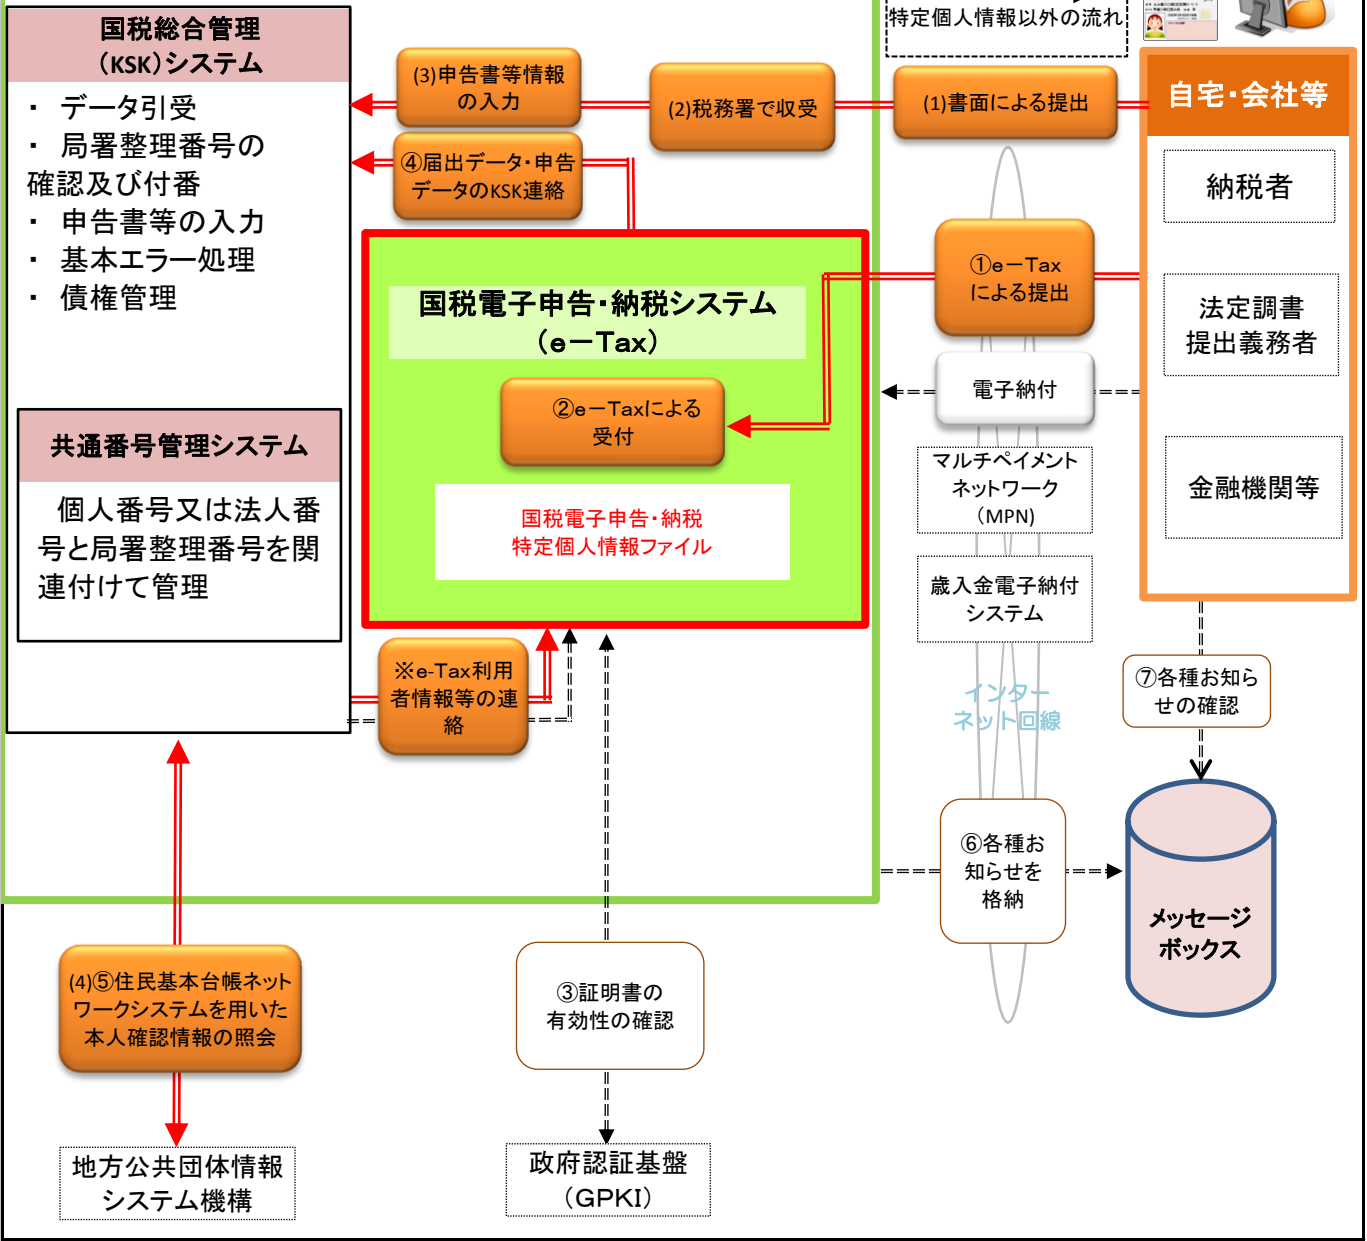 特定個人情報以外の流れ
国税総合管理
（KSK）システム
・ データ引受
・ 局署整理番号の
確認及び付番
・ 申告書等の入力
・ 基本エラー処理
・ 債権管理
(3)申告書等情報
の入力
(2)税務署で収受
(1)書面による提出
自宅・会社等
納税者
法定調書
提出義務者
金融機関等
④届出データ・申告
データのKSK連絡
国税電子申告・納税システム
（e－Tax）
①e－Tax
による提出
②e－Taxによる
受付
電子納付
国税電子申告・納税
特定個人情報ファイル
マルチペイメント
ネットワーク
（MPN)
歳入金電子納付
システム
共通番号管理システム
個人番号又は法人番
号と局署整理番号を関
連付けて管理
※e-Tax利用
者情報等の連
絡
インター
ネット回線
⑦各種お知ら
せの確認
⑥各種お
知らせを
格納
メッセージ
ボックス
(4)⑤住民基本台帳ネット
ワークシステムを用いた
本人確認情報の照会
③証明書の
有効性の確認
地方公共団体情報
システム機構
政府認証基盤
（GPKI）